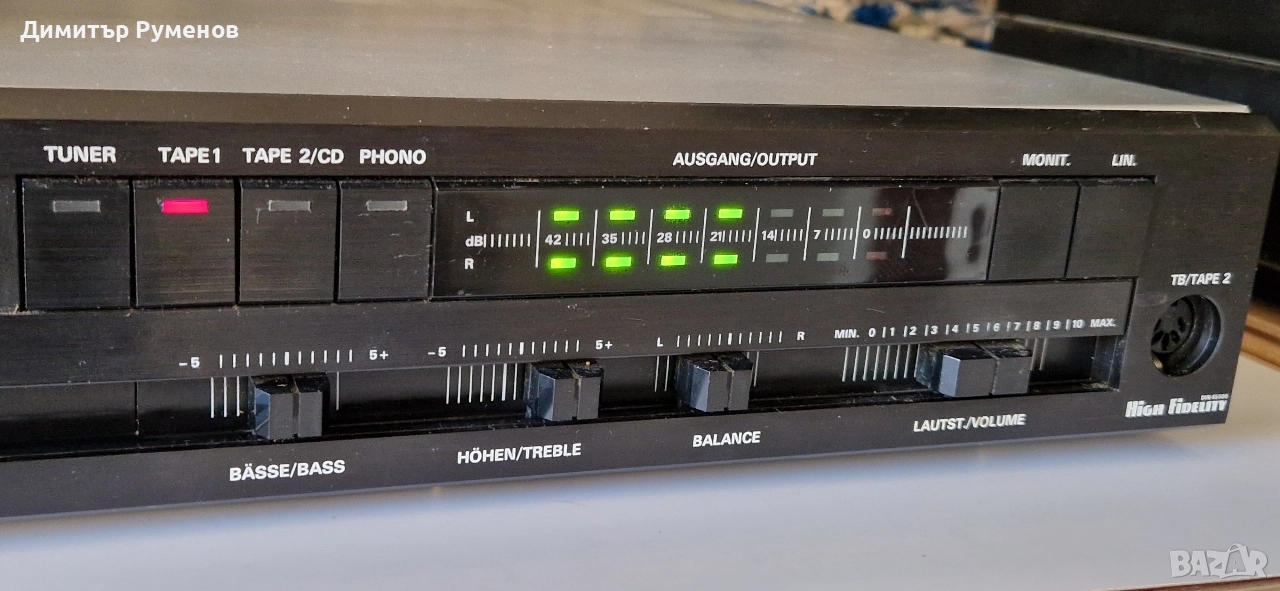 Димитър Руменов
TUNER TAPE 1 TAPE 2/CD PHONO AUSGANG/OUTPUT MONIT. LIN.
L
dB 42 35 28 21 14 7 0
R
TB/TAPE 2
-5 5+ -5 5+ L R MIN. 0 1 2 3 4 5 6 7 8 9 10 MAX.
HIGH FIDELITY
BÄSSE/BASS HÖHEN/TREBLE BALANCE LAUTST./VOLUME
BAZAR